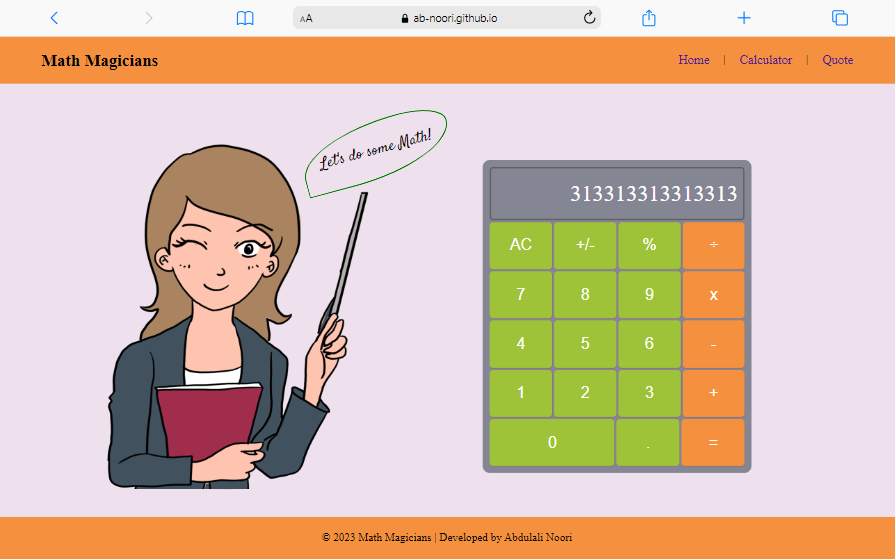 AA ab-noori.github.io
Math Magicians
Home | Calculator | Quote
Let's do some Math!
313313313313313
AC +/- % ÷
7 8 9 x
4 5 6 -
1 2 3 +
0 . =
© 2023 Math Magicians | Developed by Abdulali Noori